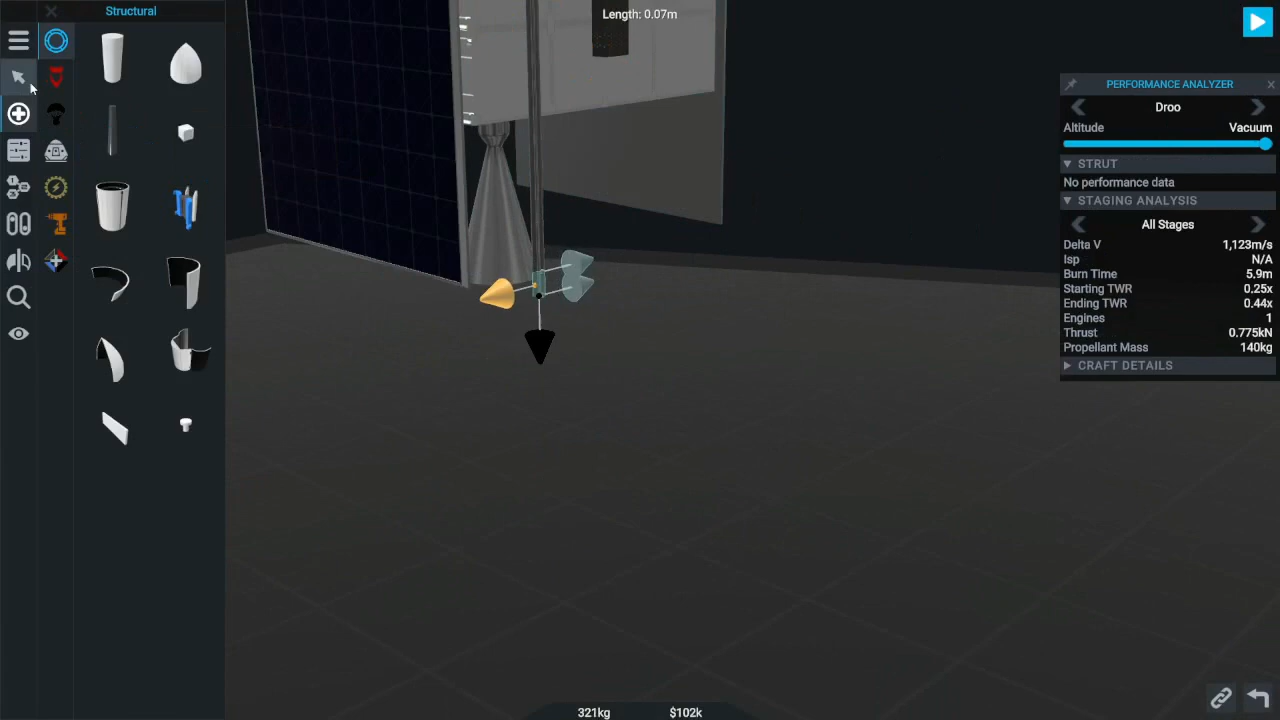 Structural
Length: 0.07m
PERFORMANCE ANALYZER
Droo
Altitude Vacuum
STRUT
No performance data
STAGING ANALYSIS
All Stages
Delta V 1,123m/s
Isp N/A
Burn Time 5.9m
Starting TWR 0.25x
Ending TWR 0.44x
Engines 1
Thrust 0.775kN
Propellant Mass 140kg
CRAFT DETAILS
321kg $102k